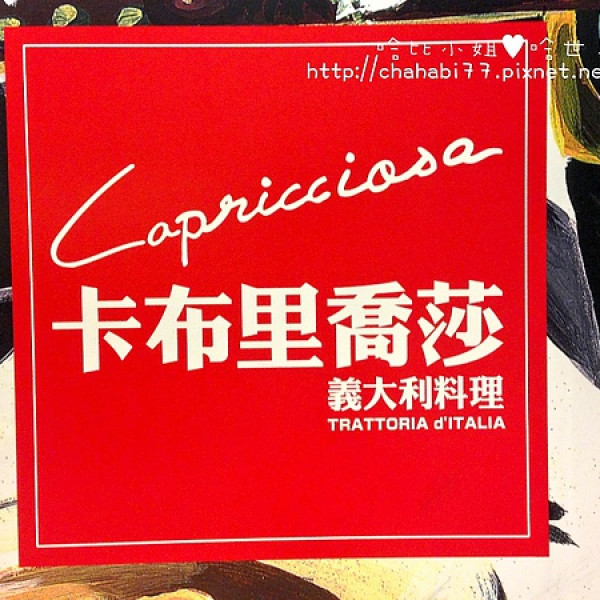 哈比小姐♥哈世
http://chahabi77.pixnet.ne
Capricciosa
卡布里喬莎
義大利料理
TRATTORIA d'ITALIA